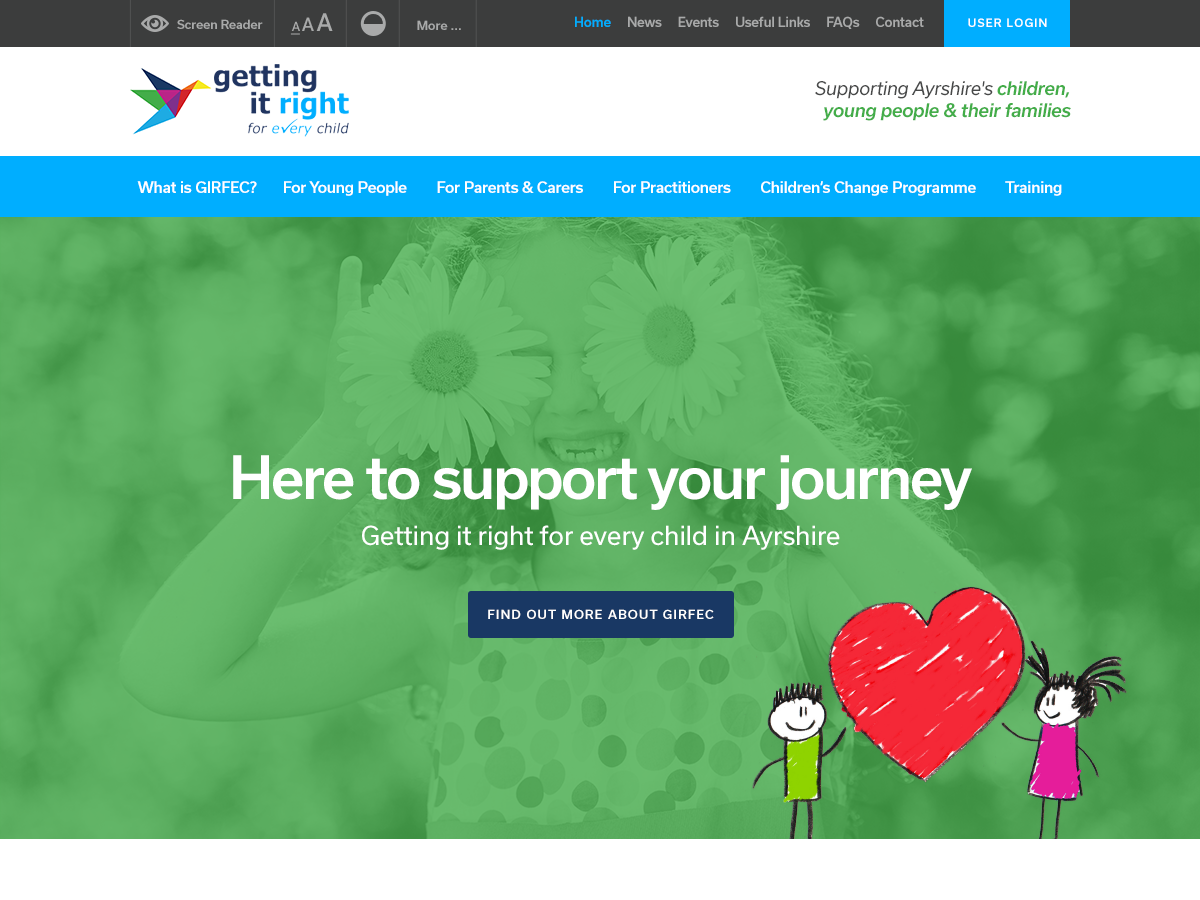 Screen Reader
A A A
More ...
Home News Events Useful Links FAQs Contact
USER LOGIN
getting
it right
for every child
Supporting Ayrshire's children,
young people & their families
What is GIRFEC? For Young People For Parents & Carers For Practitioners Children's Change Programme Training
Here to support your journey
Getting it right for every child in Ayrshire
FIND OUT MORE ABOUT GIRFEC